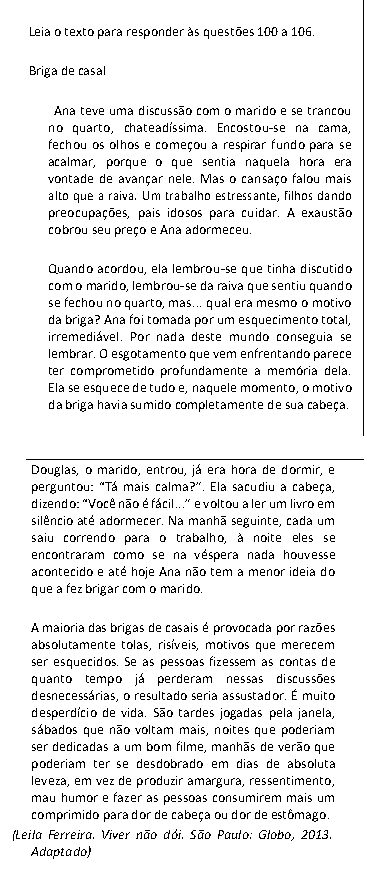 Leia o texto para responder às questões 100 a 106.
Briga de casal
Ana teve uma discussão com o marido e se trancou
no quarto, chateadíssima. Encostou-se na cama,
fechou os olhos e começou a respirar fundo para se
acalmar, porque o que sentia naquela hora era
vontade de avançar nele. Mas o cansaço falou mais
alto que a raiva. Um trabalho estressante, filhos dando
preocupações, pais idosos para cuidar. A exaustão
cobrou seu preço e Ana adormeceu.
Quando acordou, ela lembrou-se que tinha discutido
com o marido, lembrou-se da raiva que sentiu quando
se fechou no quarto, mas... qual era mesmo o motivo
da briga? Ana foi tomada por um esquecimento total,
irremediável. Por nada deste mundo conseguia se
lembrar. O esgotamento que vem enfrentando parece
ter comprometido profundamente a memória dela.
Ela se esquece de tudo e, naquele momento, o motivo
da briga havia sumido completamente de sua cabeça.
Douglas, o marido, entrou, já era hora de dormir, e
perguntou: “Tá mais calma?”. Ela sacudiu a cabeça,
dizendo: “Você não é fácil...” e voltou a ler um livro em
silêncio até adormecer. Na manhã seguinte, cada um
saiu correndo para o trabalho, à noite eles se
encontraram como se na véspera nada houvesse
acontecido e até hoje Ana não tem a menor ideia do
que a fez brigar com o marido.
A maioria das brigas de casais é provocada por razões
absolutamente tolas, risíveis, motivos que merecem
ser esquecidos. Se as pessoas fizessem as contas de
quanto tempo já perderam nessas discussões
desnecessárias, o resultado seria assustador. É muito
desperdício de vida. São tardes jogadas pela janela,
sábados que não voltam mais, noites que poderiam
ser dedicadas a um bom filme, manhãs de verão que
poderiam ter se desdobrado em dias de absoluta
leveza, em vez de produzir amargura, ressentimento,
mau humor e fazer as pessoas consumirem mais um
comprimido para dor de cabeça ou dor de estômago.
(Leila Ferreira. Viver não dói. São Paulo: Globo, 2013.
Adaptado)